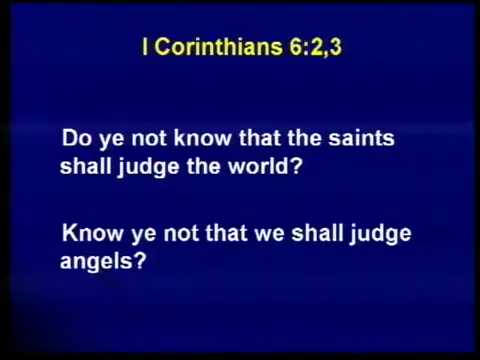 I Corinthians 6:2,3
Do ye not know that the saints
shall judge the world?
Know ye not that we shall judge
angels?